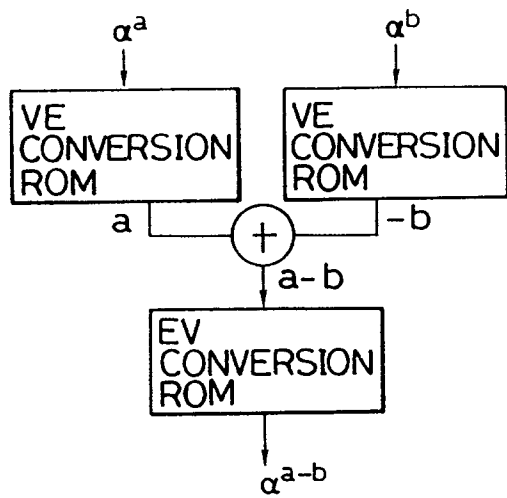 α^a α^b
VE
CONVERSION
ROM
VE
CONVERSION
ROM
a
-b
+
a-b
EV
CONVERSION
ROM
α^a-b